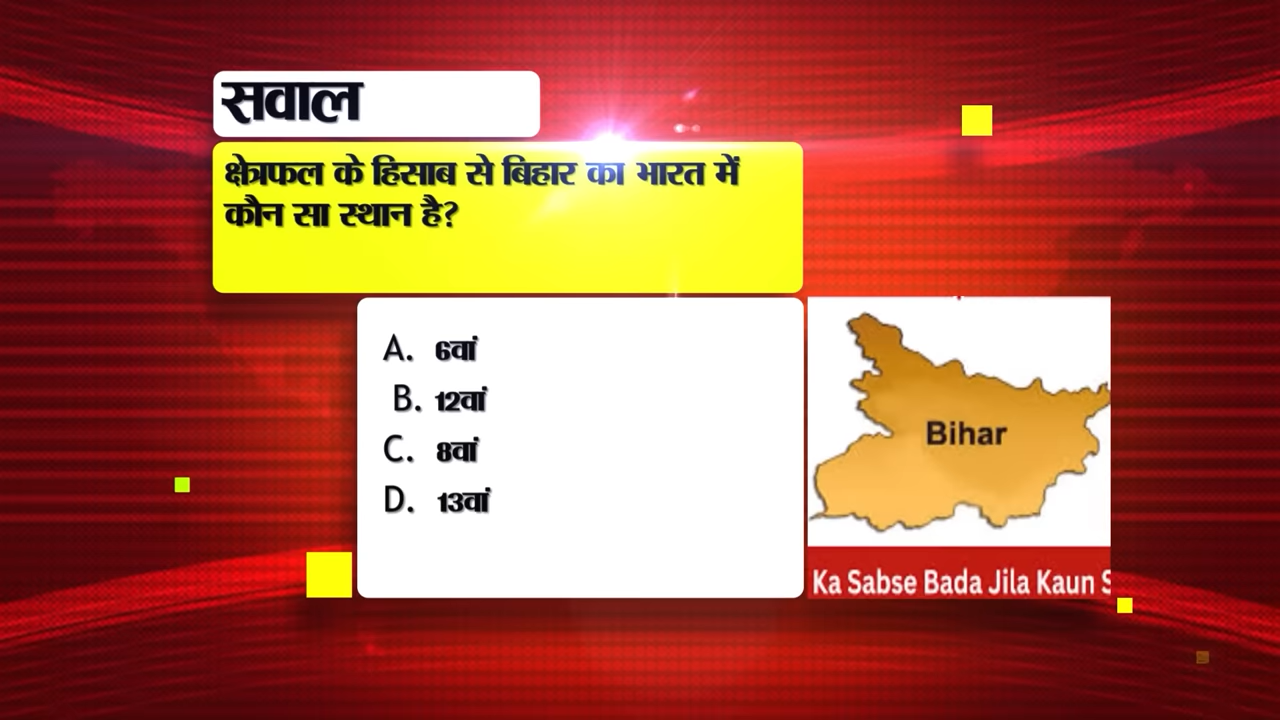 सवाल
क्षेत्रफल के हिसाब से बिहार का भारत में
कौन सा स्थान है?
A. 6वां
B. 12वां
C. 8वां
D. 13वां
Bihar
Ka Sabse Bada Jila Kaun S